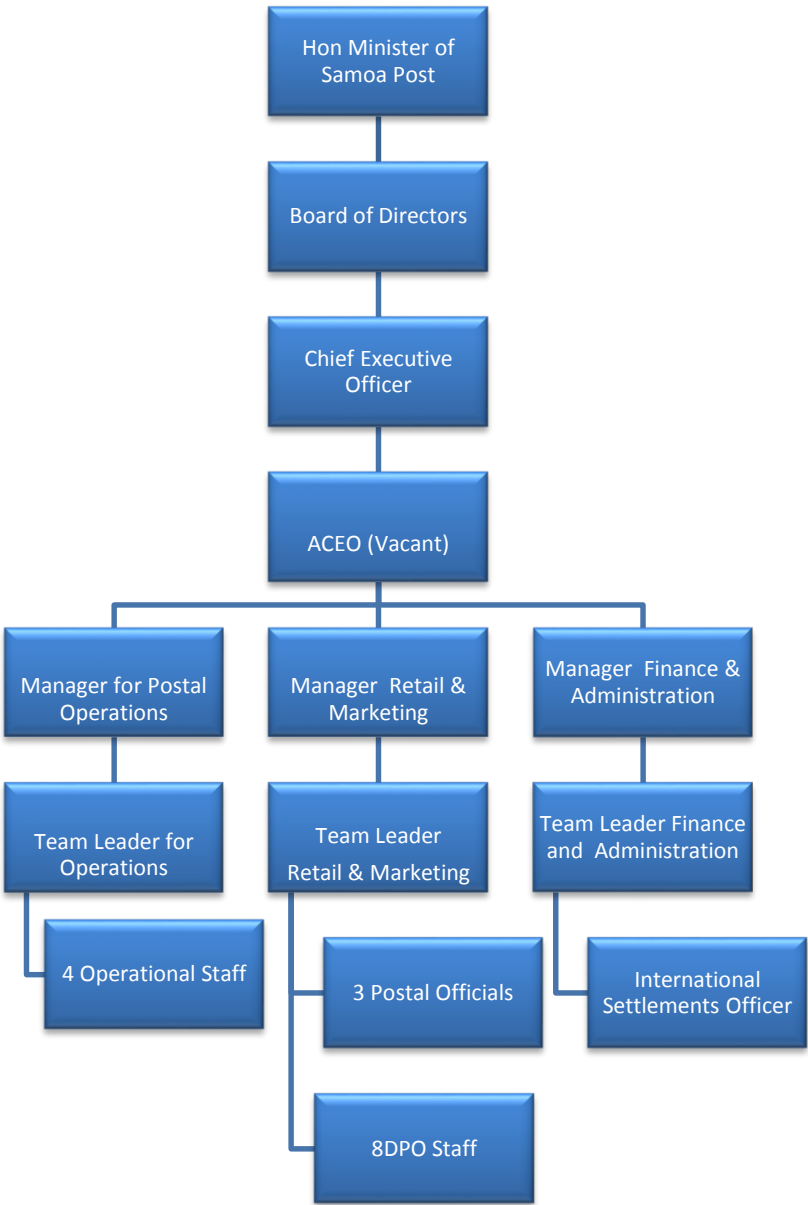 Hon Minister of
Samoa Post
Board of Directors
Chief Executive
Officer
ACEO (Vacant)
Manager for Postal
Operations
Manager  Retail &
Marketing
Manager  Finance &
Administration
Team Leader for
Operations
Team Leader
Retail & Marketing
Team Leader Finance
and  Administration
4 Operational Staff
3 Postal Officials
International
Settlements Officer
8DPO Staff